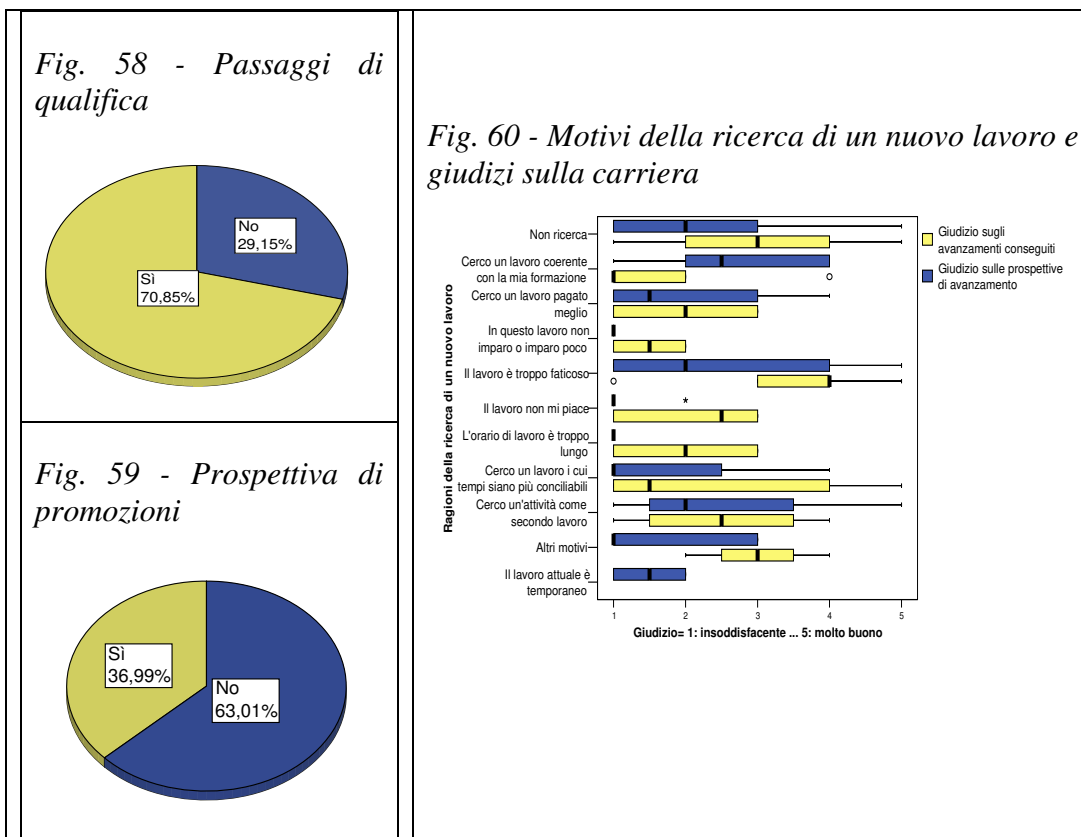 Fig. 58 - Passaggi di
qualifica
No
29,15%
Sì
70,85%
Fig. 59 - Prospettiva di
promozioni
Sì
36,99%
No
63,01%
Fig. 60 - Motivi della ricerca di un nuovo lavoro e
giudizi sulla carriera
Ragioni della ricerca di un nuovo lavoro
Non ricerca
Cerco un lavoro coerente
con la mia formazione
Cerco un lavoro pagato
meglio
In questo lavoro non
imparo o imparo poco
Il lavoro è troppo faticoso
Il lavoro non mi piace
L'orario di lavoro è troppo
lungo
Cerco un lavoro i cui
tempi siano più conciliabili
Cerco un'attività come
secondo lavoro
Altri motivi
Il lavoro attuale è
temporaneo
1 2 3 4 5
Giudizio= 1: insoddisfacente ... 5: molto buono
Giudizio sugli
avanzamenti conseguiti
Giudizio sulle prospettive
di avanzamento